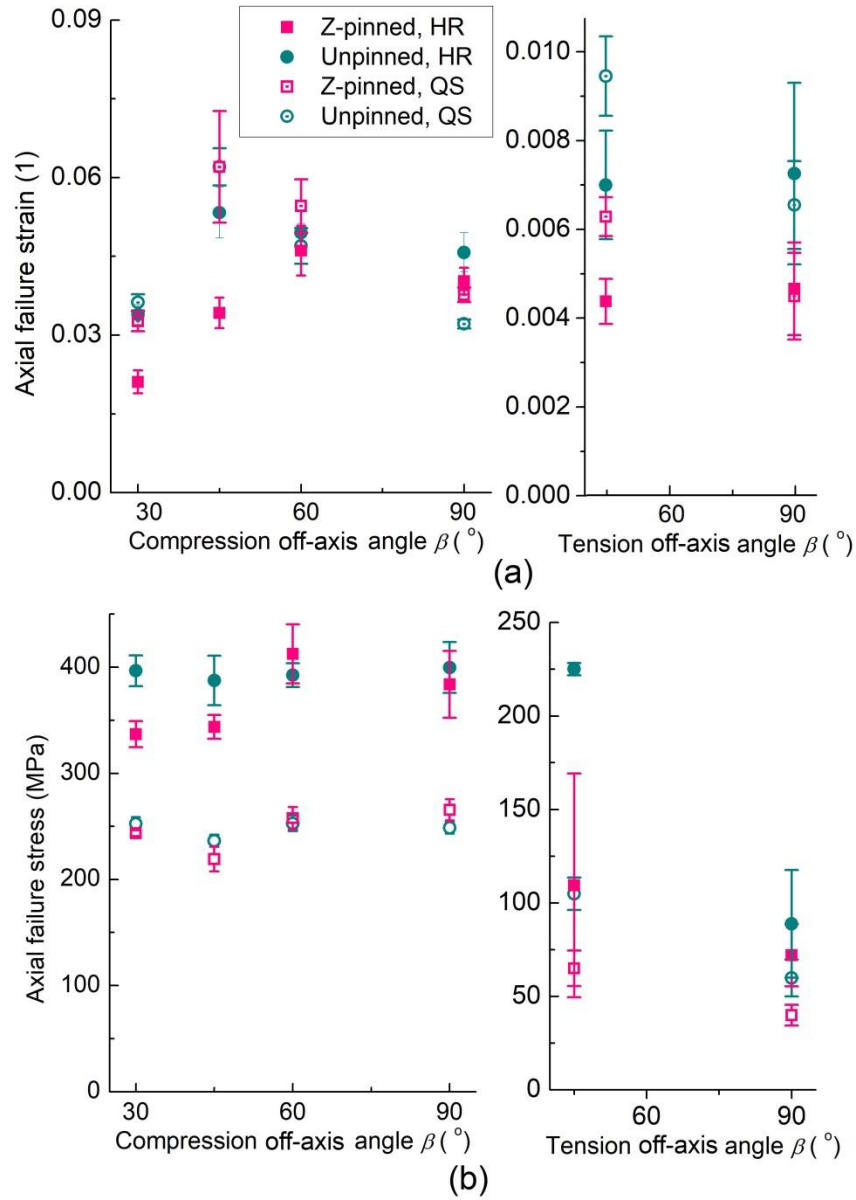 Z-pinned, HR
Unpinned, HR
Z-pinned, QS
Unpinned, QS
Axial failure strain (1)
0.09
0.06
0.03
0.00
30
60
90
Compression off-axis angle β ( °)
0.010
0.008
0.006
0.004
0.002
0.000
60
90
Tension off-axis angle β ( °)
(a)
Axial failure stress (MPa)
400
300
200
100
0
30
60
90
Compression off-axis angle β ( °)
250
200
150
100
50
0
60
90
Tension off-axis angle β ( °)
(b)